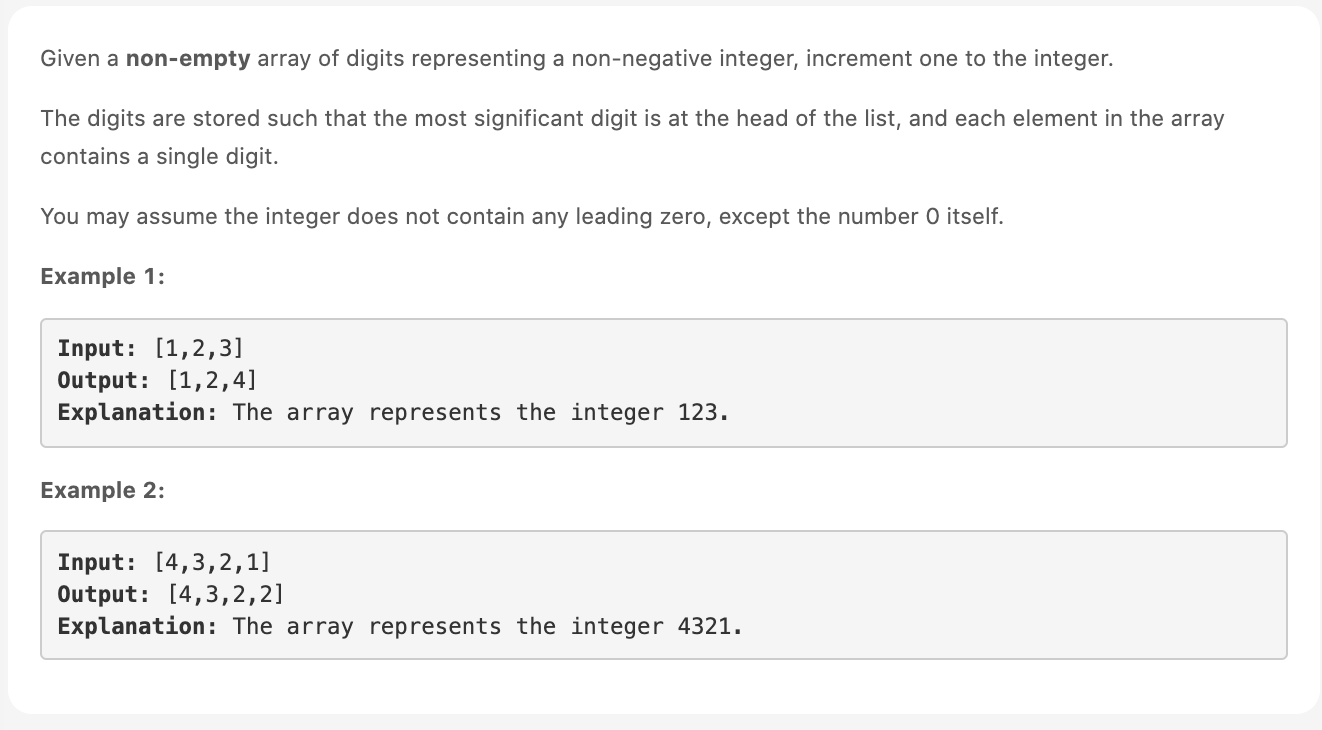 Given a non-empty array of digits representing a non-negative integer, increment one to the integer.
The digits are stored such that the most significant digit is at the head of the list, and each element in the array
contains a single digit.
You may assume the integer does not contain any leading zero, except the number 0 itself.
Example 1:
Input: [1,2,3]
Output: [1,2,4]
Explanation: The array represents the integer 123.
Example 2:
Input: [4,3,2,1]
Output: [4,3,2,2]
Explanation: The array represents the integer 4321.